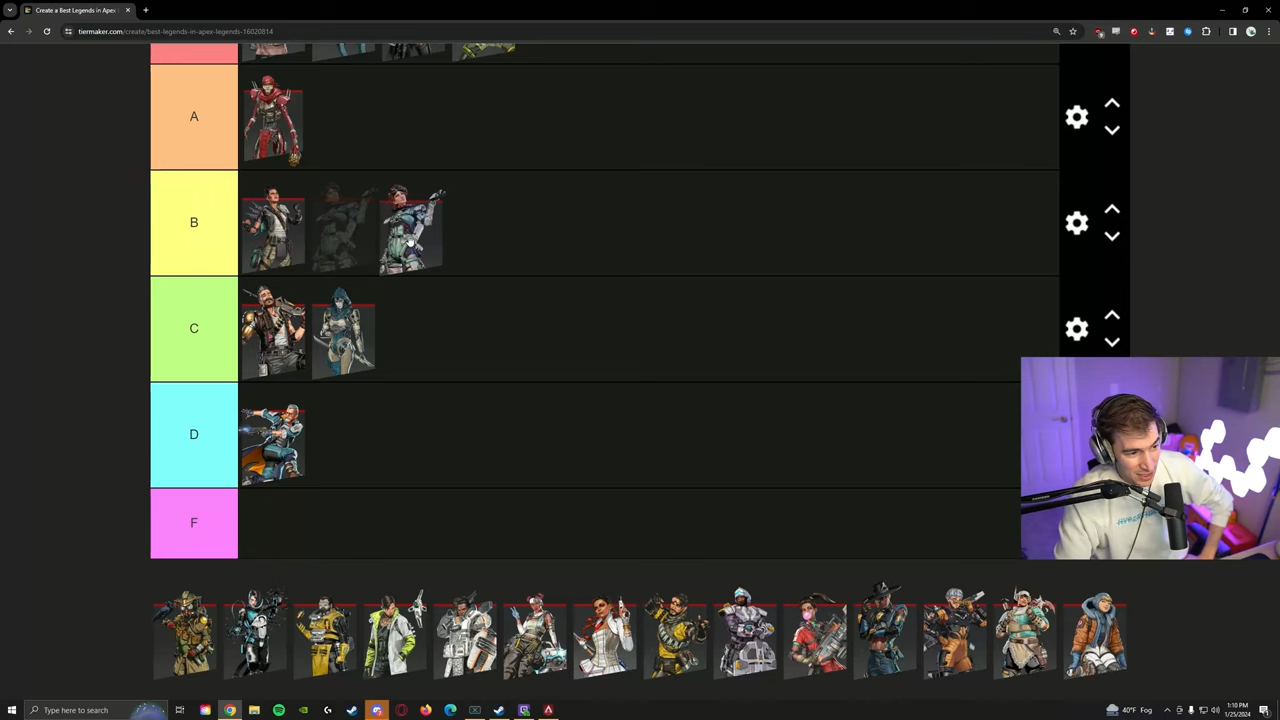 Create a Best Legends in Apex
tiermaker.com/create/best-legends-in-apex-legends-16020814
A
B
C
D
F
Type here to search
40°F Fog
1:10 PM
1/25/2024